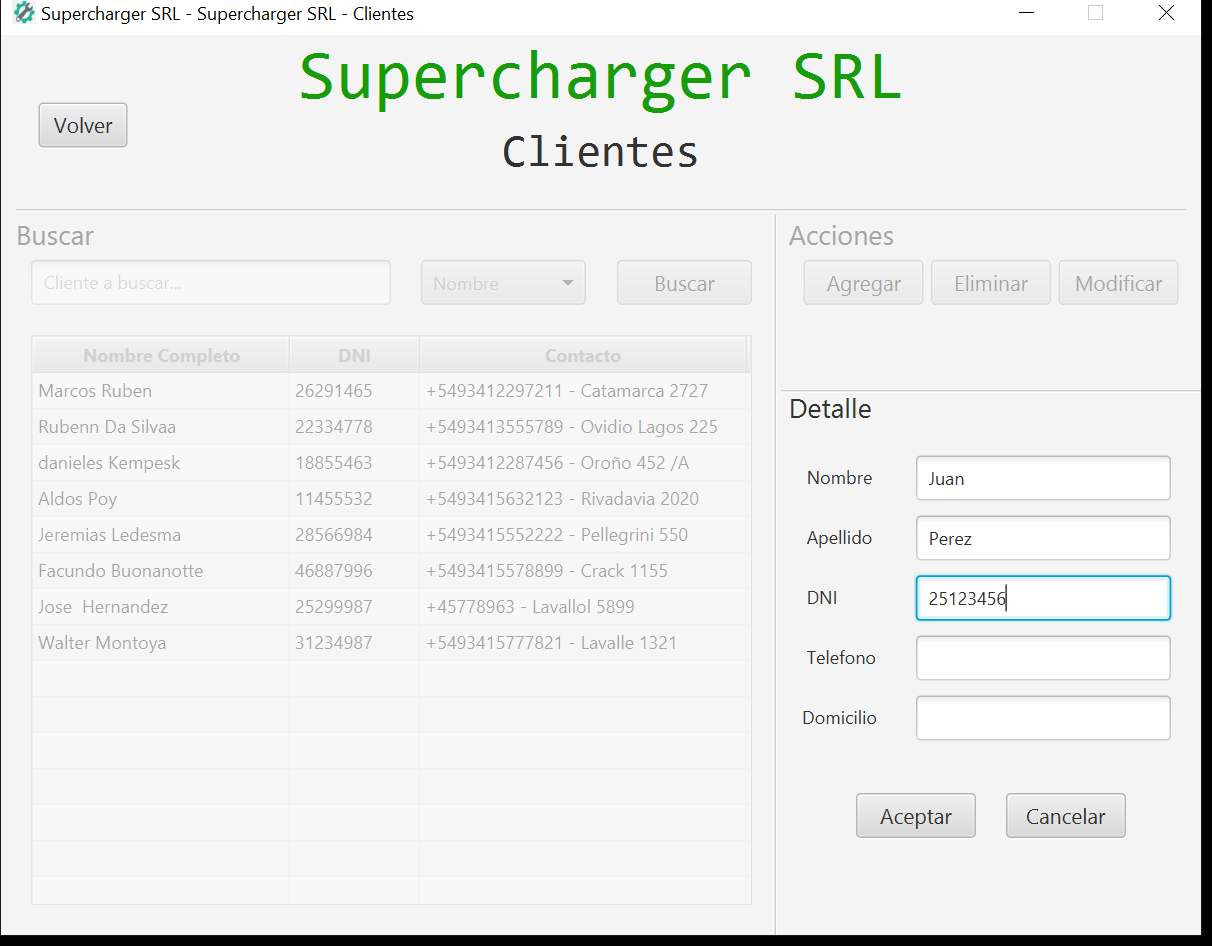 Supercharger SRL - Supercharger SRL - Clientes
Supercharger SRL
Volver
Clientes
Buscar
Cliente a buscar...
Nombre
Buscar
Nombre Completo DNI Contacto
Marcos Ruben 26291465 +5493412297211 - Catamarca 2727
Rubenn Da Silvaa 22334778 +5493413555789 - Ovidio Lagos 225
danieles Kempesk 18855463 +5493412287456 - Oroño 452 /A
Aldos Poy 11455532 +5493415632123 - Rivadavia 2020
Jeremias Ledesma 28566984 +5493415552222 - Pellegrini 550
Facundo Buonanotte 46887996 +5493415578899 - Crack 1155
Jose  Hernandez 25299987 +45778963 - Lavallol 5899
Walter Montoya 31234987 +5493415777821 - Lavalle 1321
Acciones
Agregar Eliminar Modificar
Detalle
Nombre Juan
Apellido Perez
DNI 25123456
Telefono
Domicilio
Aceptar Cancelar